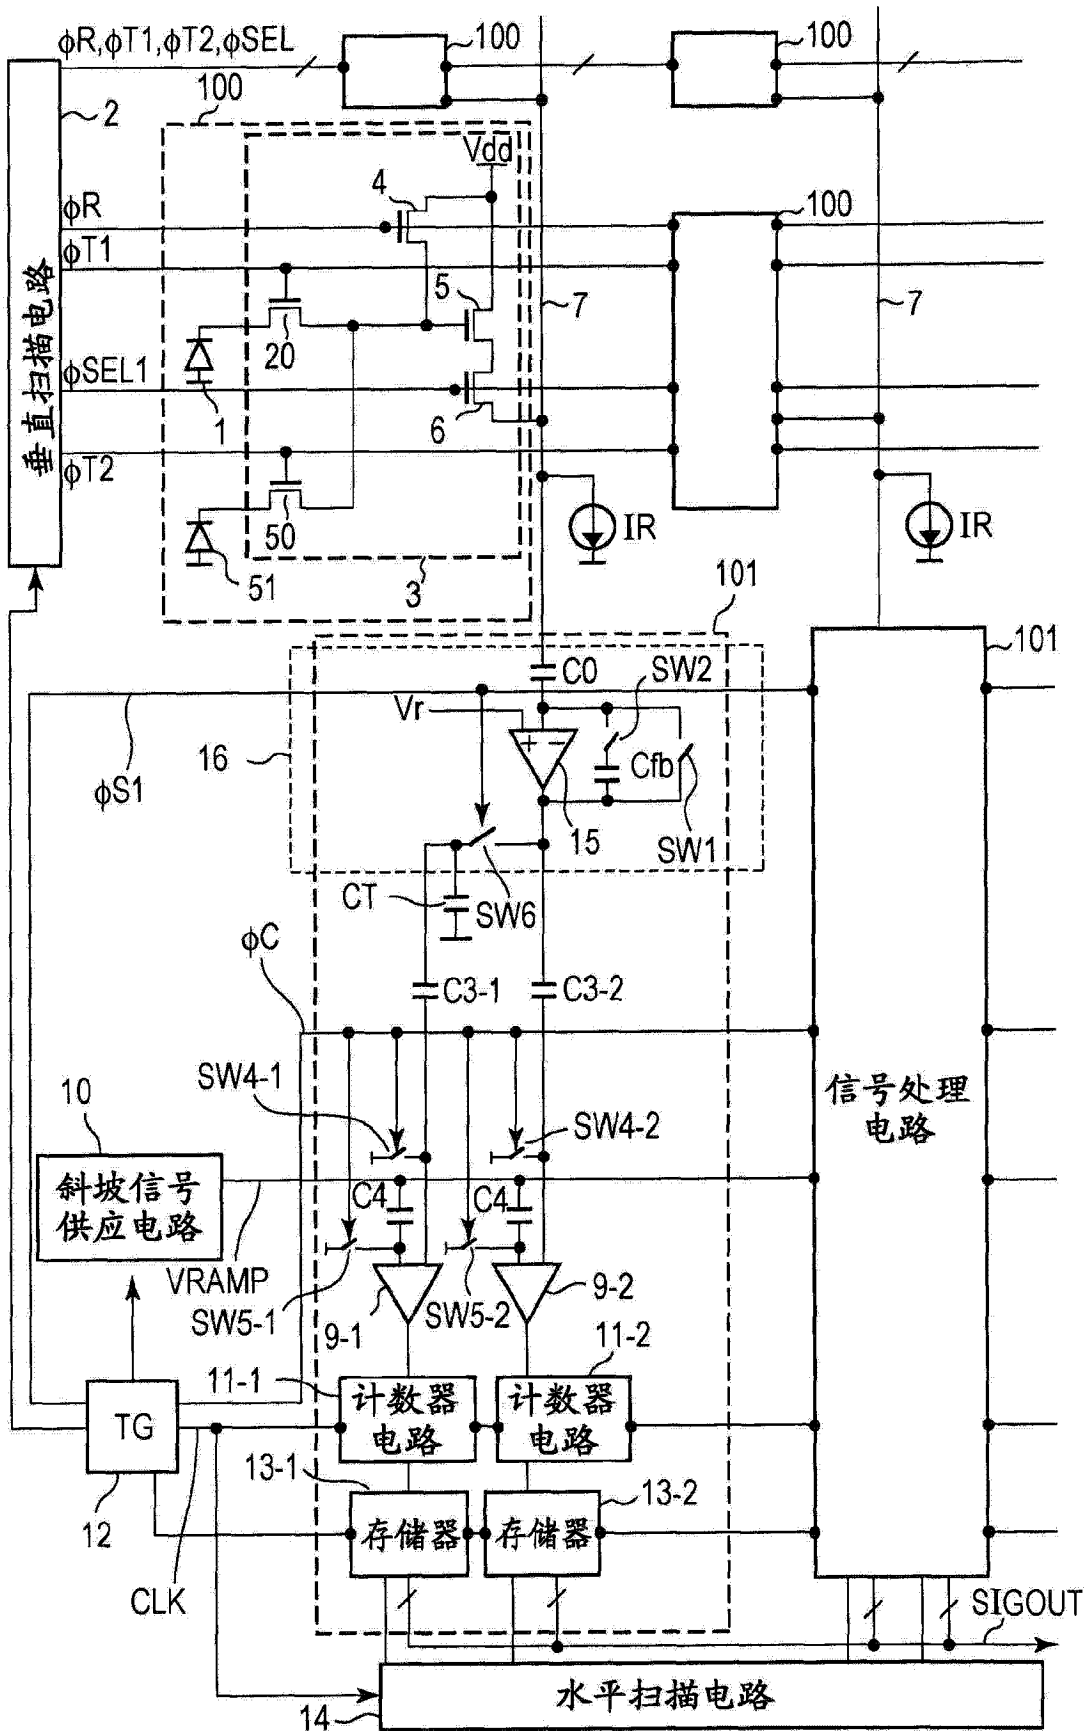 ϕR,ϕT1,ϕT2,ϕSEL
100
100
100
2
Vdd
4
ϕR
100
ϕT1
5
7
7
20
ϕSEL1
1
6
垂直扫描电路
ϕT2
50
IR
IR
51
3
101
101
C0
SW2
Vr
+ −
16
Cfb
ϕS1
15
SW1
CT
SW6
ϕC
C3-1
C3-2
SW4-1
10
信号处理
电路
SW4-2
斜坡信号
供应电路
C4
C4
VRAMP
SW5-1
SW5-2
9-2
9-1
11-2
11-1
计数器
电路
计数器
电路
TG
13-1
13-2
12
存储器
存储器
CLK
SIGOUT
水平扫描电路
14